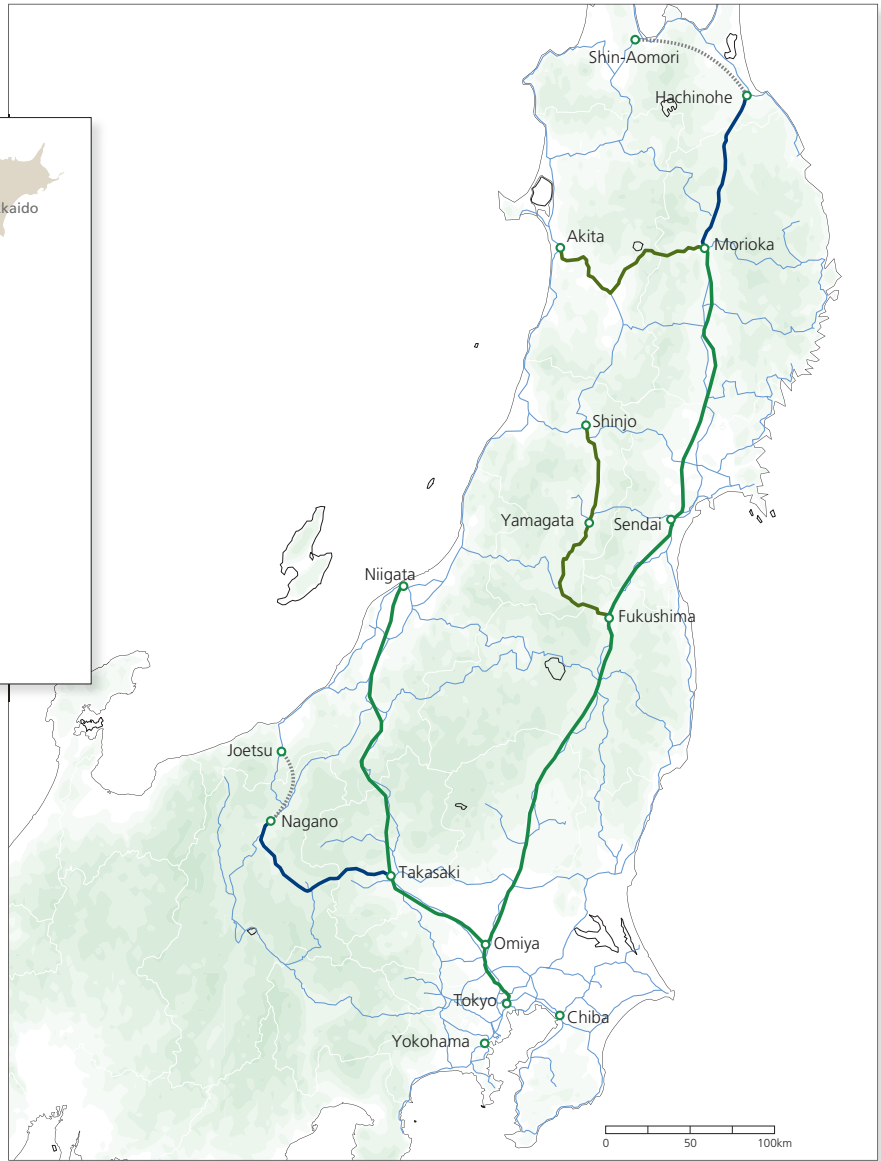 Shin-Aomori
Hachinohe
kkaido
Akita
Morioka
Shinjo
Yamagata
Sendai
Niigata
Fukushima
Joetsu
Nagano
Takasaki
Omiya
Tokyo
Chiba
Yokohama
0 50 100km